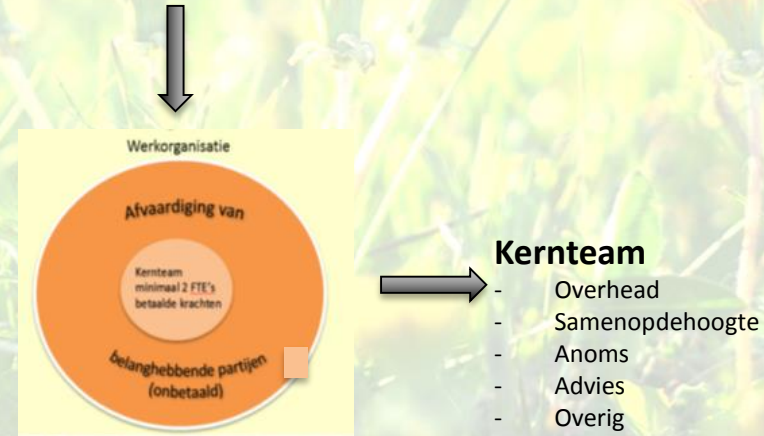 Werkorganisatie
Afvaardiging van
Kernteam
minimaal 2 FTE's
betaalde krachten
belanghebbende partijen
(onbetaald)
Kernteam
- Overhead
- Samenopdehoogte
- Anoms
- Advies
- Overig